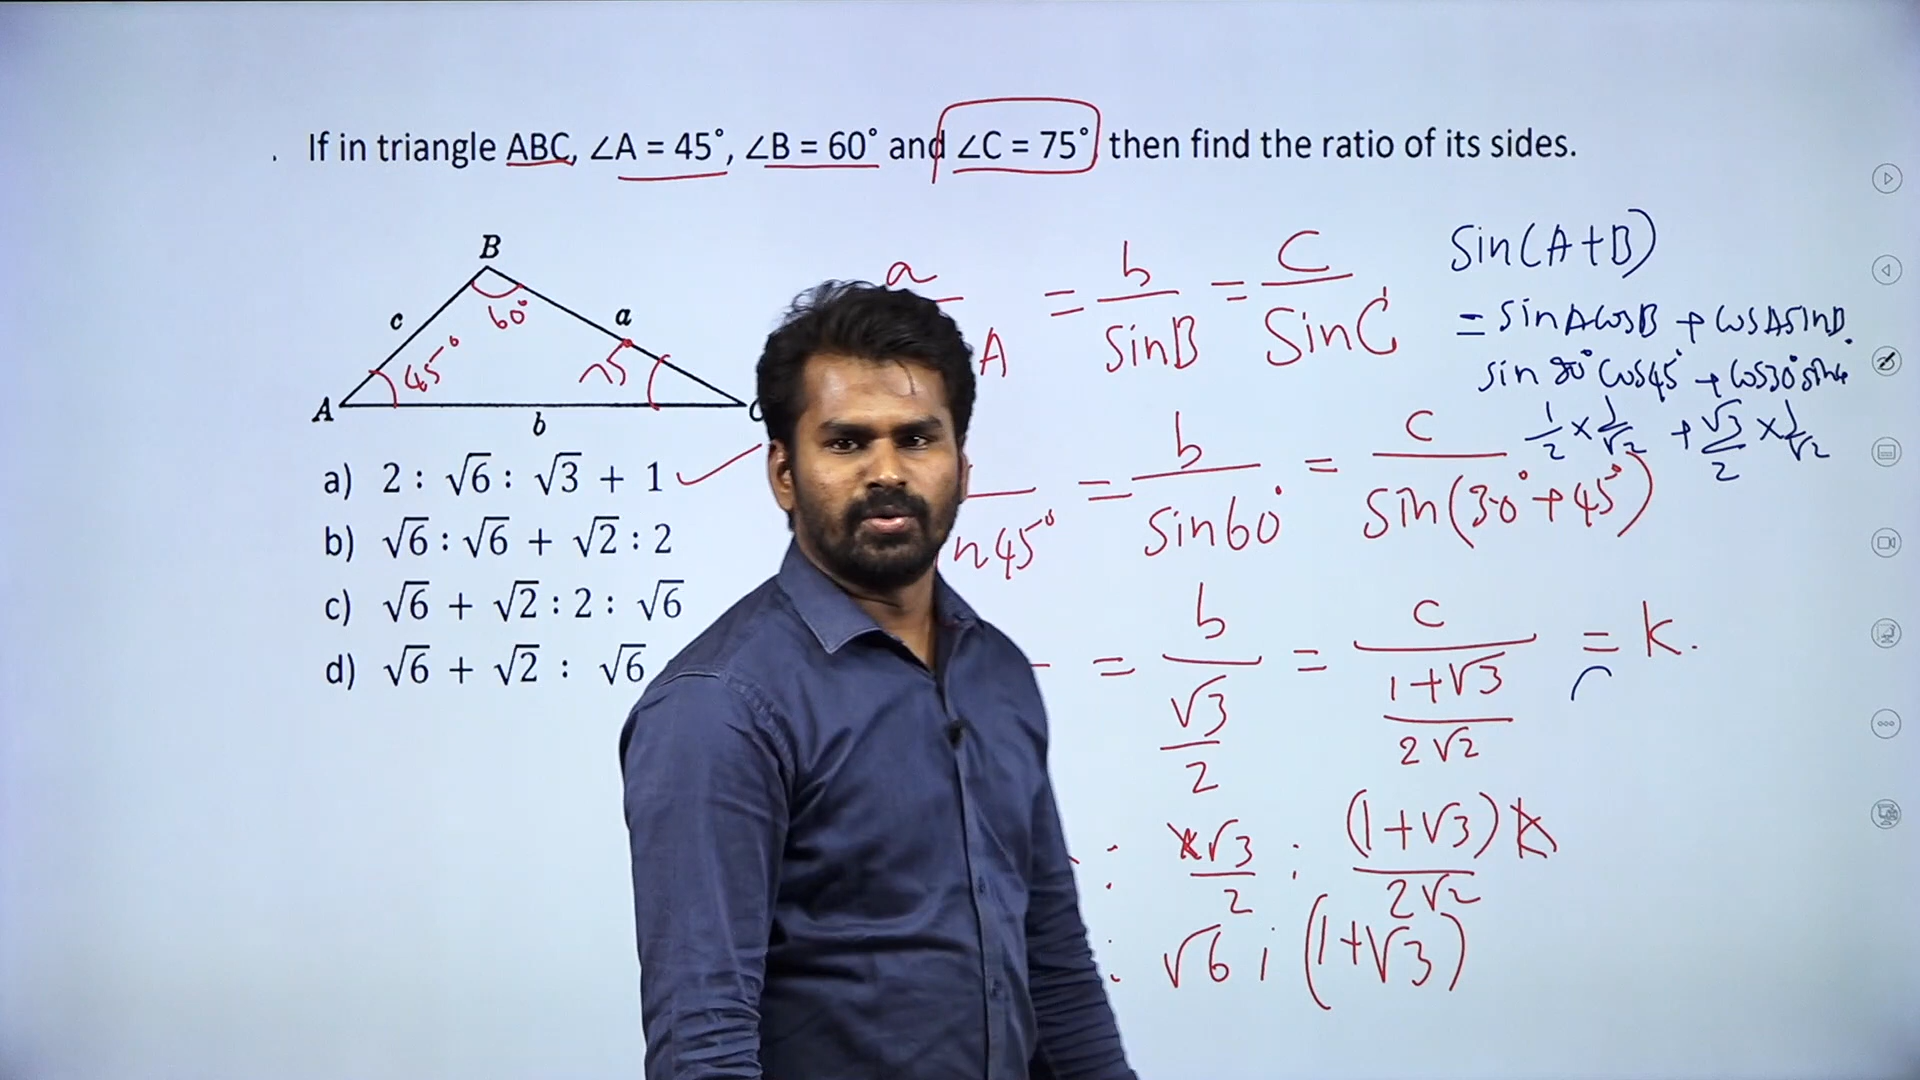 . If in triangle ABC, ∠A = 45°, ∠B = 60° and ∠C = 75° then find the ratio of its sides.
B
c
60°
a
45°
75
A
b
a) 2 : √6 : √3 + 1
b) √6 : √6 + √2 : 2
c) √6 + √2 : 2 : √6
d) √6 + √2 : √6
a / A = b / sinB = c / sinC
n45° = b / sin60° = c / sin(30° + 45°)
= b / (√3/2) = c / ((1+√3)/(2√2)) = k.
: k√3/2 : (1+√3)k / 2√2
: √6 : (1+√3)
Sin(A+B)
= sinAcosB + cosAsinB.
sin 30° cos45° + cos30° sin4
1/2 × 1/√2 + √3/2 × 1/√2